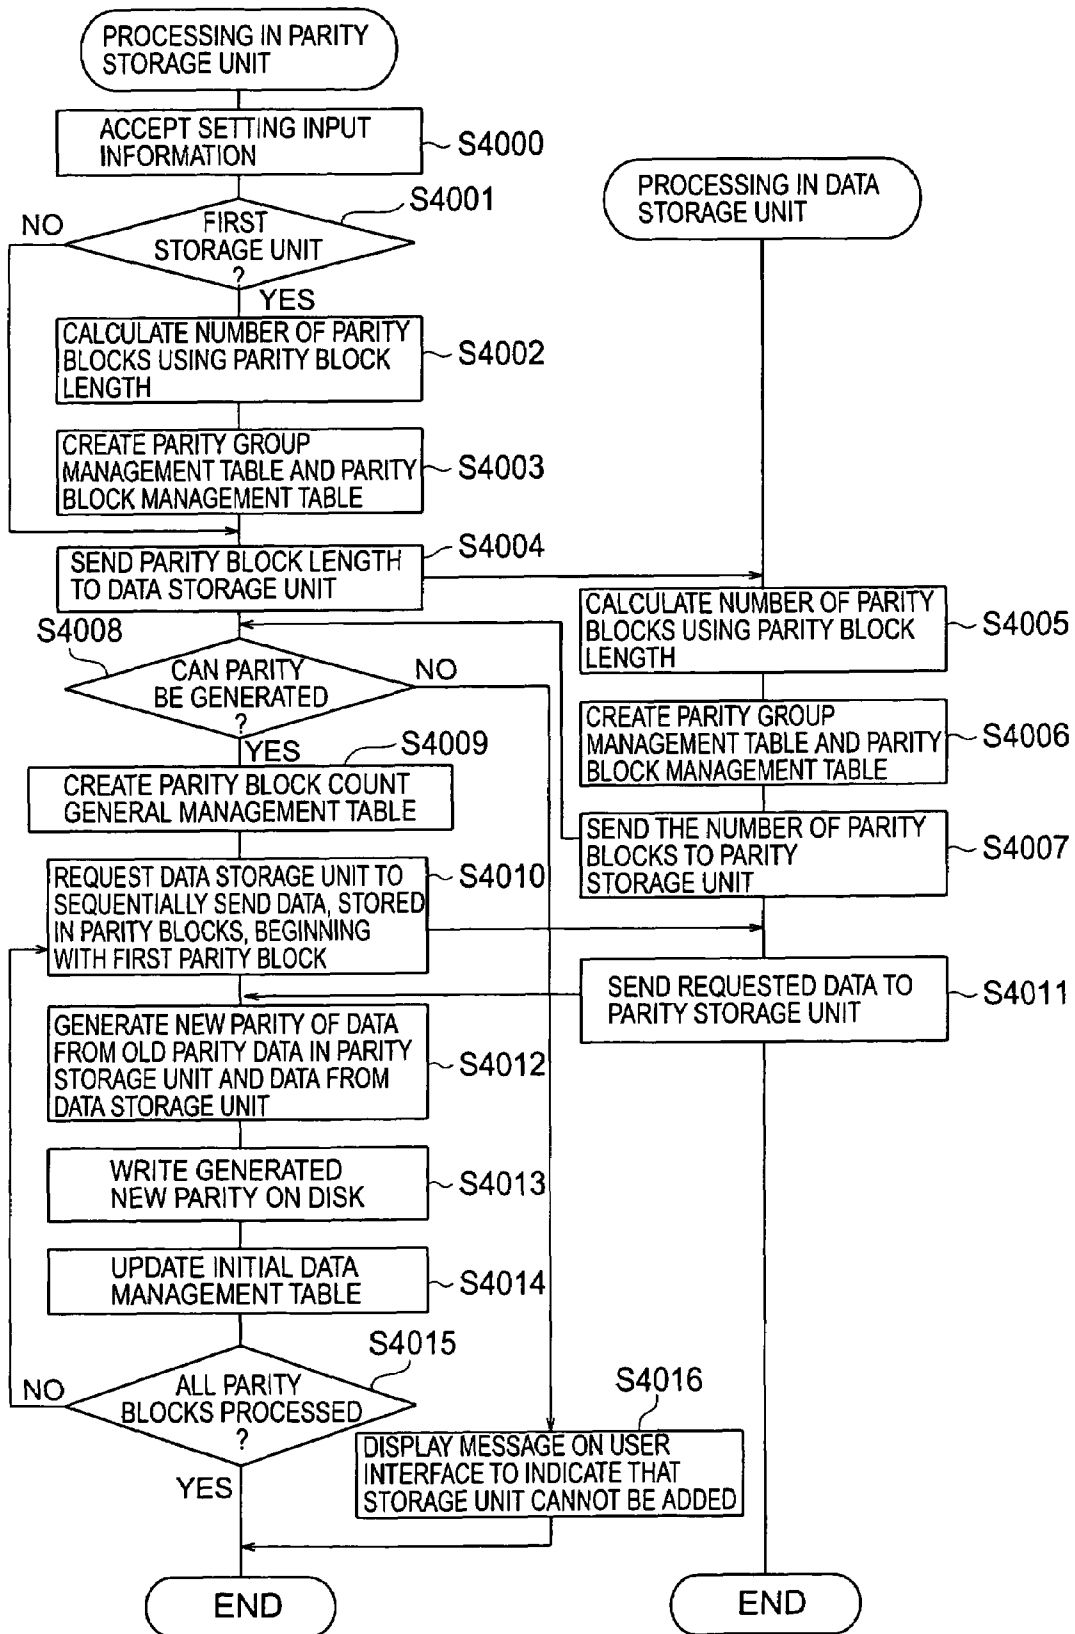 PROCESSING IN PARITY
STORAGE UNIT
ACCEPT SETTING INPUT
INFORMATION
S4000
PROCESSING IN DATA
STORAGE UNIT
S4001
NO
FIRST
STORAGE UNIT
?
YES
CALCULATE NUMBER OF PARITY
BLOCKS USING PARITY BLOCK
LENGTH
S4002
CREATE PARITY GROUP
MANAGEMENT TABLE AND PARITY
BLOCK MANAGEMENT TABLE
S4003
SEND PARITY BLOCK LENGTH
TO DATA STORAGE UNIT
S4004
CALCULATE NUMBER OF PARITY
BLOCKS USING PARITY BLOCK
LENGTH
S4005
S4008
CAN PARITY
BE GENERATED
?
NO
YES
CREATE PARITY GROUP
MANAGEMENT TABLE AND PARITY
BLOCK MANAGEMENT TABLE
S4006
S4009
CREATE PARITY BLOCK COUNT
GENERAL MANAGEMENT TABLE
SEND THE NUMBER OF PARITY
BLOCKS TO PARITY
STORAGE UNIT
S4007
REQUEST DATA STORAGE UNIT TO
SEQUENTIALLY SEND DATA, STORED
IN PARITY BLOCKS, BEGINNING
WITH FIRST PARITY BLOCK
S4010
SEND REQUESTED DATA TO
PARITY STORAGE UNIT
S4011
GENERATE NEW PARITY OF DATA
FROM OLD PARITY DATA IN PARITY
STORAGE UNIT AND DATA FROM
DATA STORAGE UNIT
S4012
WRITE GENERATED
NEW PARITY ON DISK
S4013
UPDATE INITIAL DATA
MANAGEMENT TABLE
S4014
S4015
NO
ALL PARITY
BLOCKS PROCESSED
?
YES
S4016
DISPLAY MESSAGE ON USER
INTERFACE TO INDICATE THAT
STORAGE UNIT CANNOT BE ADDED
END
END